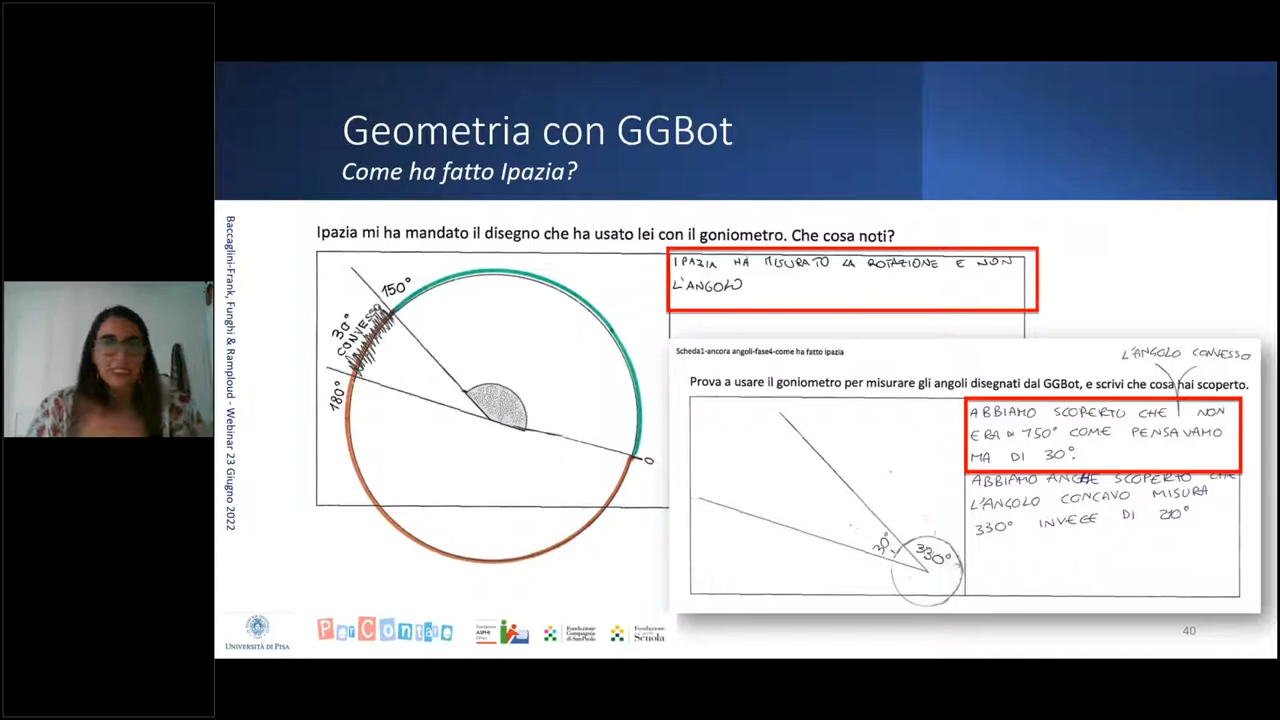 Geometria con GGBot
Come ha fatto Ipazia?
Baccaglini-Frank, Funghi & Ramploud - Webinar 23 Giugno 2022
Ipazia mi ha mandato il disegno che ha usato lei con il goniometro. Che cosa noti?
IPAZIA HA MISURATO LA ROTAZIONE E NON
L'ANGOLO
150°
30°
CONVESSO
180°
0
Scheda1-ancora angoli-fase4-come ha fatto ipazia
L'ANGOLO CONVESSO
Prova a usare il goniometro per misurare gli angoli disegnati dal GGBot, e scrivi che cosa hai scoperto.
ABBIAMO SCOPERTO CHE NON
ERA DI 150° COME PENSAVAMO
MA DI 30°.
ABBIAMO ANCHE SCOPERTO CHE
L'ANGOLO CONCAVO MISURA
330° INVECE DI 210°
30°
330°
UNIVERSITÀ DI PISA
PerContare
Fondazione
ASPHI
Onlus
Fondazione
Compagnia
di San Paolo
Fondazione
Scuola
40